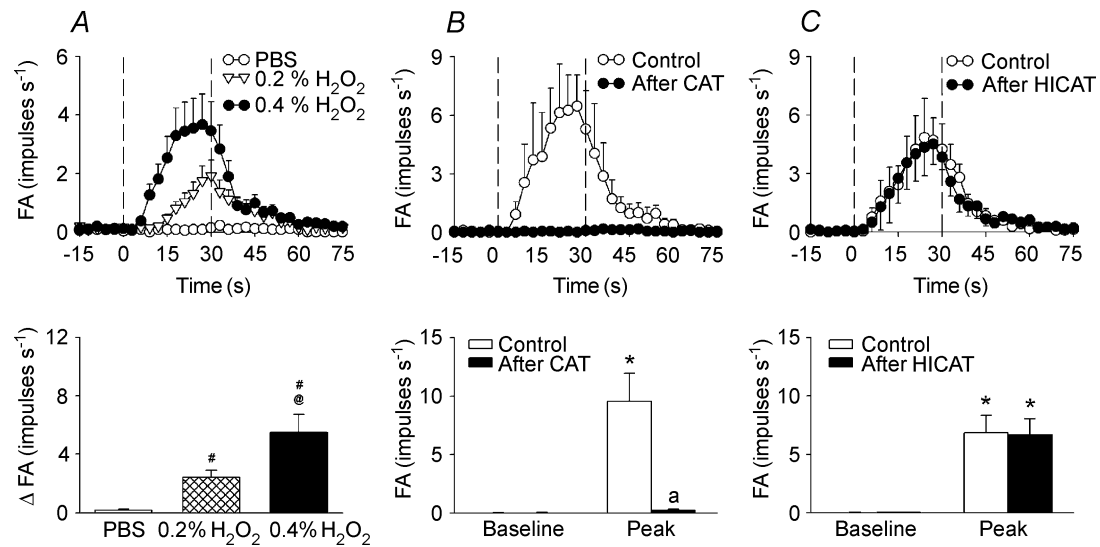 A
6
4
2
0
FA (impulses s⁻¹)
PBS
0.2 % H₂O₂
0.4 % H₂O₂
-15 0 15 30 45 60 75
Time (s)
B
9
6
3
0
FA (impulses s⁻¹)
Control
After CAT
-15 0 15 30 45 60 75
Time (s)
C
9
6
3
0
FA (impulses s⁻¹)
Control
After HICAT
-15 0 15 30 45 60 75
Time (s)
12
8
4
0
Δ FA (impulses s⁻¹)
#
#
@
PBS 0.2% H₂O₂ 0.4% H₂O₂
15
10
5
0
FA (impulses s⁻¹)
Control
After CAT
*
a
Baseline Peak
15
10
5
0
FA (impulses s⁻¹)
Control
After HICAT
* *
Baseline Peak